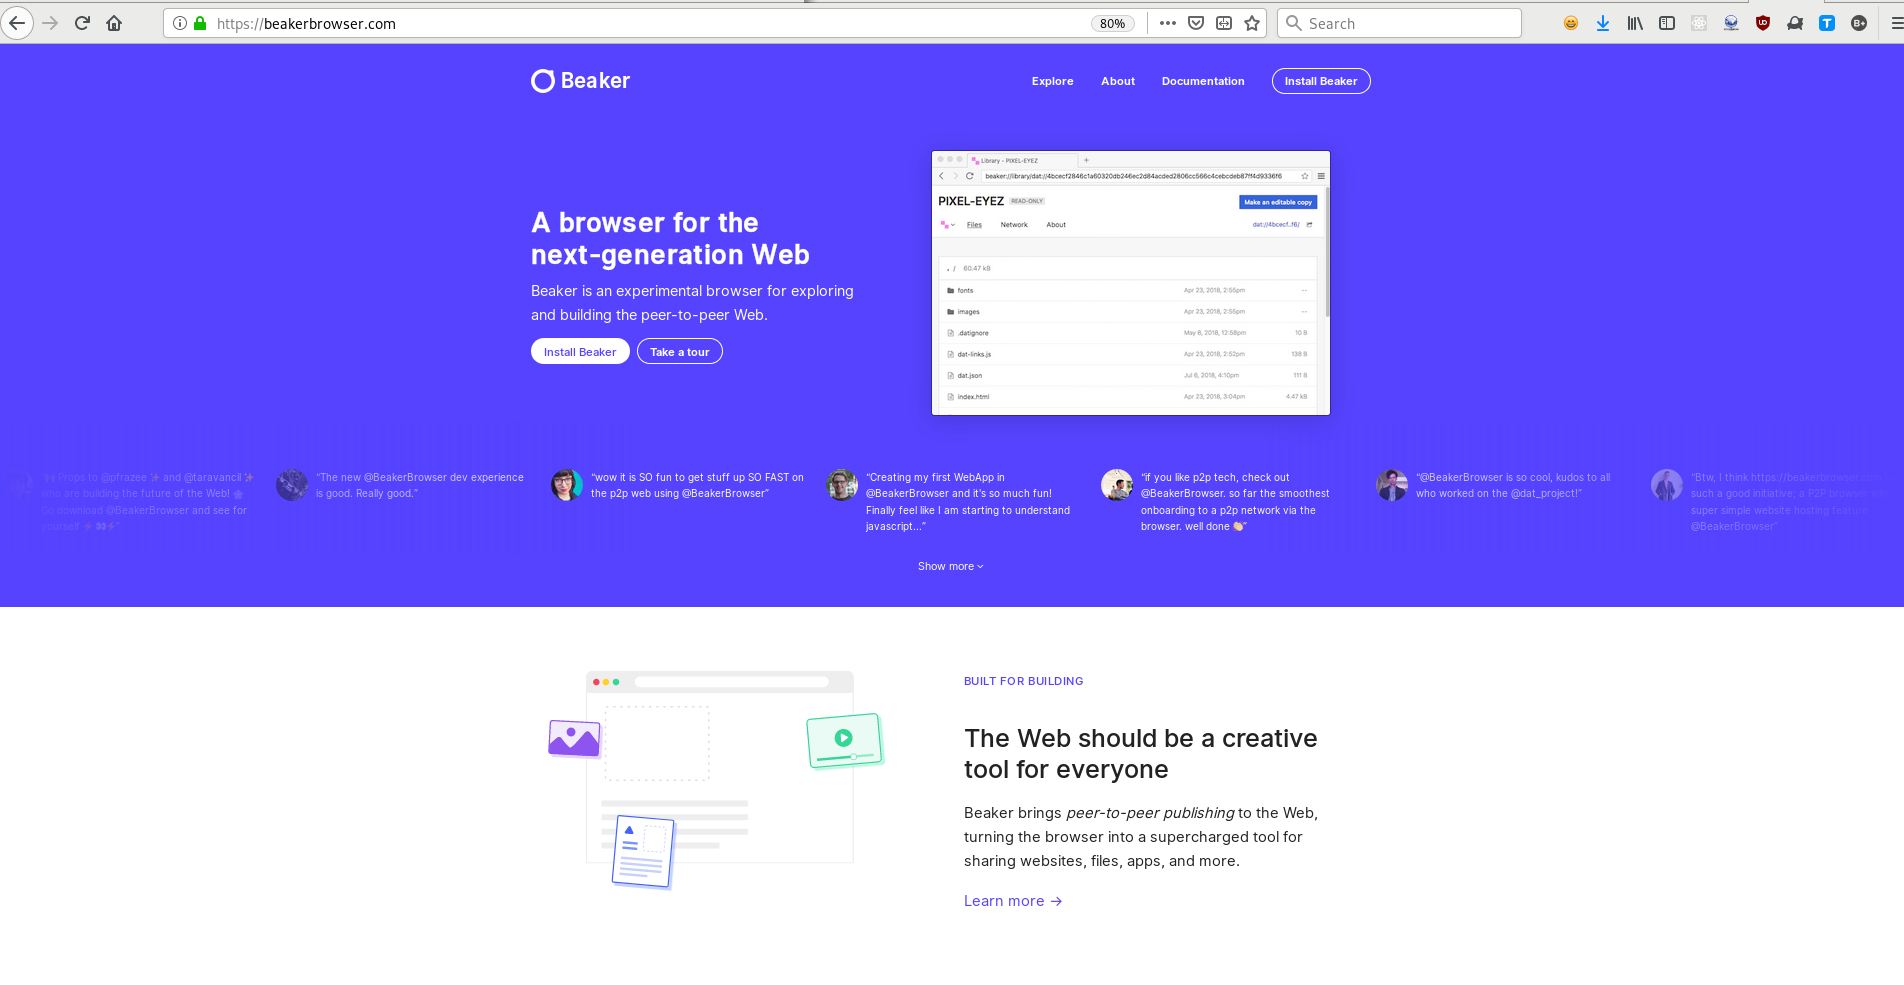 https://beakerbrowser.com
80%
Search
Beaker
Explore
About
Documentation
Install Beaker
A browser for the
next-generation Web
Beaker is an experimental browser for exploring
and building the peer-to-peer Web.
Install Beaker
Take a tour
Library - PIXEL-EYEZ
beaker://library/dat://4bcecf2846c1a60320db246ec2d84acded2806cc566c4cebcdeb87ff4d9336f6
PIXEL-EYEZ
READ-ONLY
Make an editable copy
Files
Network
About
dat://4bcecf..f6/
. / 60.47 kB
fonts Apr 23, 2018, 2:55pm --
images Apr 23, 2018, 2:55pm --
.datignore May 8, 2018, 12:58pm 10 B
dat-links.js Apr 23, 2018, 2:52pm 138 B
dat.json Jul 6, 2018, 4:10pm 111 B
index.html Apr 23, 2018, 3:04pm 4.47 kB
Props to @pfrazee ✨ and @taravancil ✨
who are building the future of the Web!
Go download @BeakerBrowser and see for
yourself ⚡👀⚡”
“The new @BeakerBrowser dev experience
is good. Really good.”
“wow it is SO fun to get stuff up SO FAST on
the p2p web using @BeakerBrowser”
“Creating my first WebApp in
@BeakerBrowser and it's so much fun!
Finally feel like I am starting to understand
javascript...”
“if you like p2p tech, check out
@BeakerBrowser. so far the smoothest
onboarding to a p2p network via the
browser. well done 👏🏼”
“@BeakerBrowser is so cool, kudos to all
who worked on the @dat_project!”
“Btw, I think https://beakerbrowser.com
such a good initiative; a P2P browser
super simple website hosting feature
@BeakerBrowser”
Show more
BUILT FOR BUILDING
The Web should be a creative
tool for everyone
Beaker brings peer-to-peer publishing to the Web,
turning the browser into a supercharged tool for
sharing websites, files, apps, and more.
Learn more →